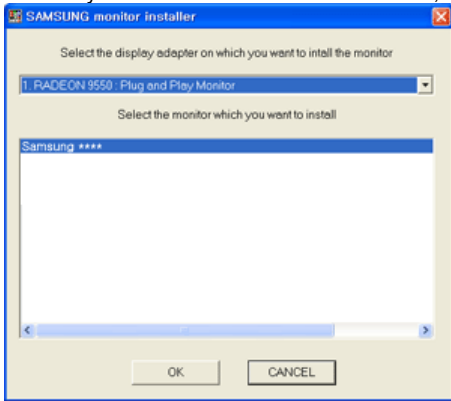 SAMSUNG monitor installer
Select the display adapter on which you want to intall the monitor
1. RADEON 9550 : Plug and Play Monitor
Select the monitor which you want to install
Samsung ****
OK
CANCEL